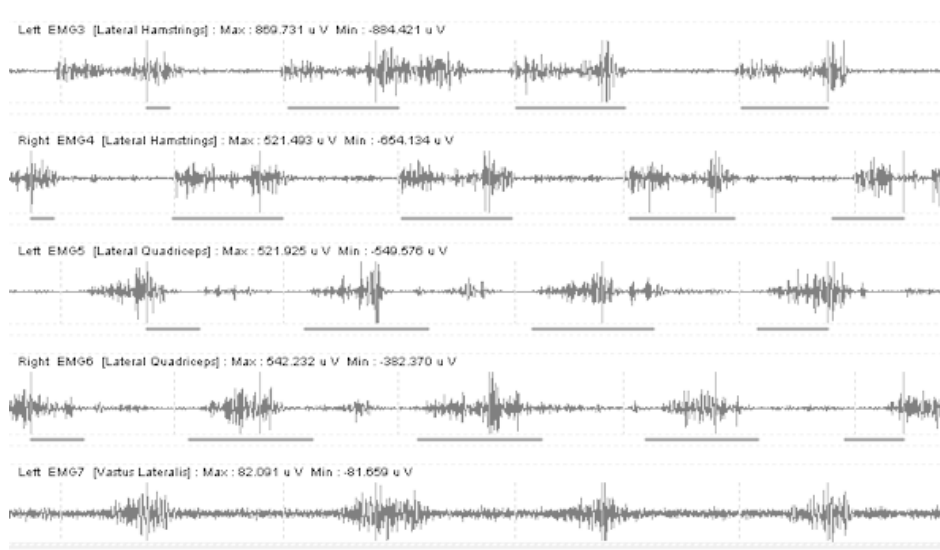 Left EMG3 [Lateral Hamstrings] : Max : 869.731 u V Min : -884.421 u V
Right EMG4 [Lateral Hamstrings] : Max : 521.493 u V Min : -654.134 u V
Left EMG5 [Lateral Quadriceps] : Max : 521.925 u V Min : -549.576 u V
Right EMG6 [Lateral Quadriceps] : Max : 542.232 u V Min : -382.370 u V
Left EMG7 [Vastus Lateralis] : Max : 82.091 u V Min : -81.659 u V